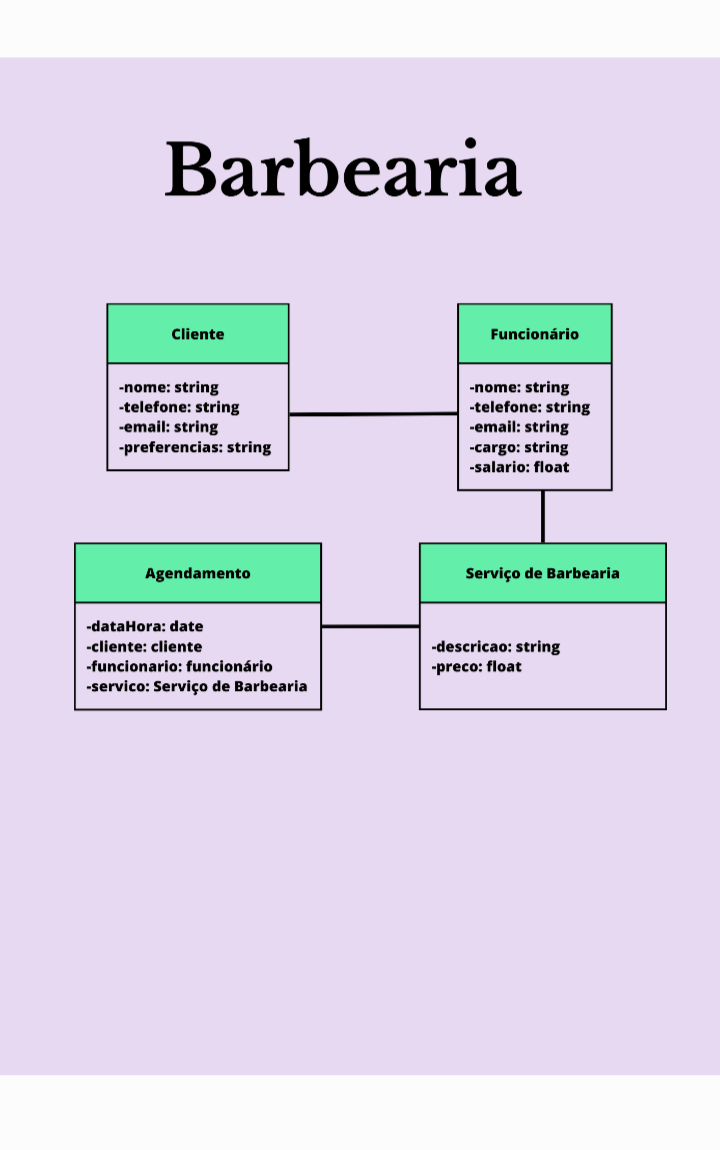 Barbearia
Cliente
-nome: string
-telefone: string
-email: string
-preferencias: string
Funcionário
-nome: string
-telefone: string
-email: string
-cargo: string
-salario: float
Agendamento
-dataHora: date
-cliente: cliente
-funcionario: funcionário
-servico: Serviço de Barbearia
Serviço de Barbearia
-descricao: string
-preco: float